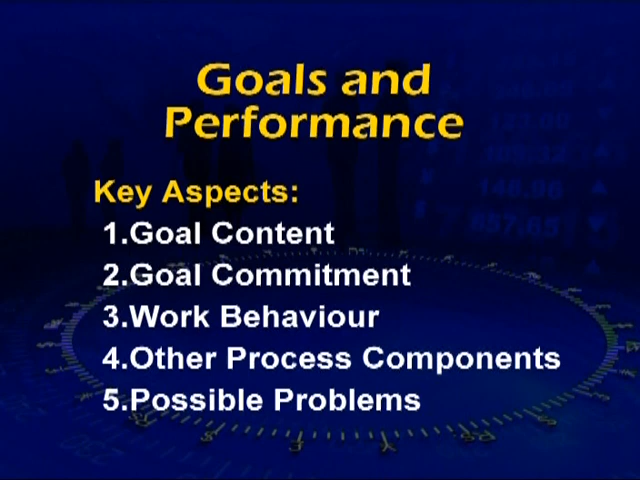 Goals and
Performance
Key Aspects:
1.Goal Content
2.Goal Commitment
3.Work Behaviour
4.Other Process Components
5.Possible Problems